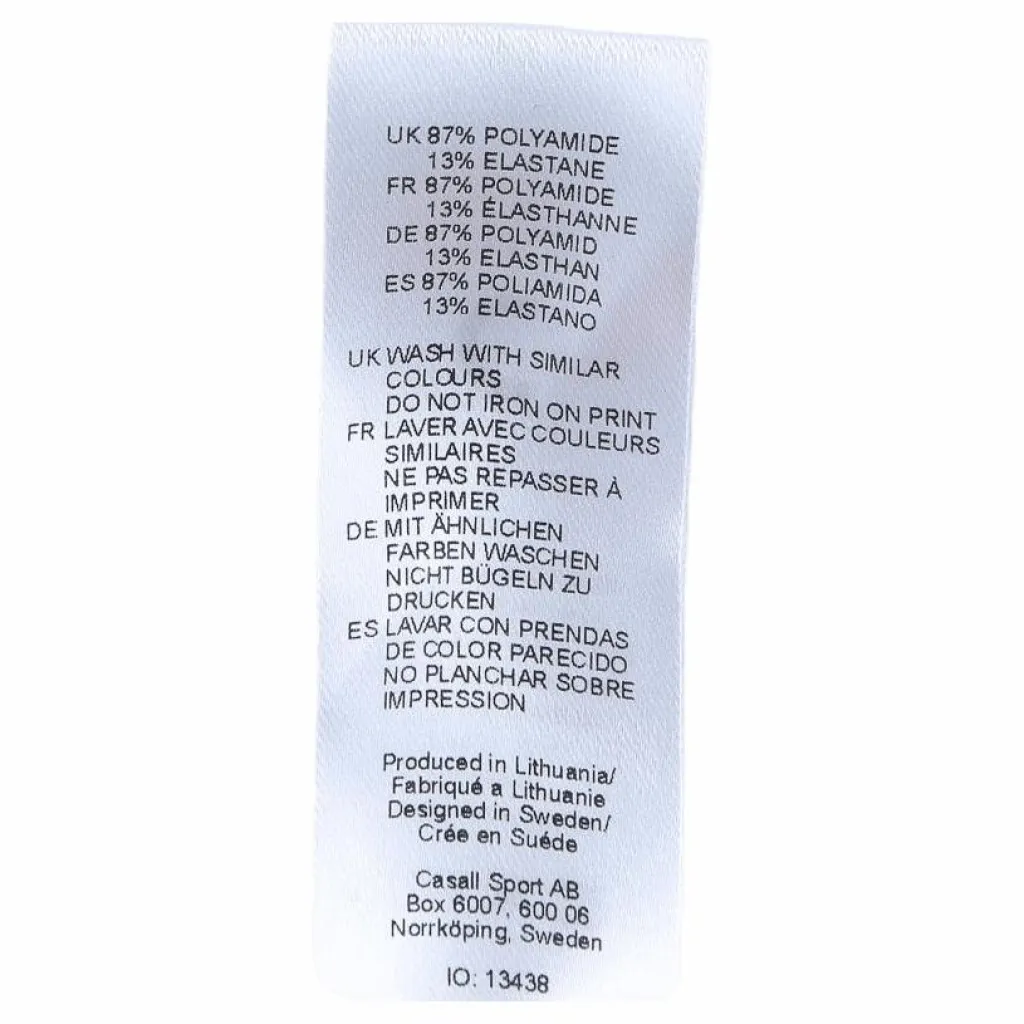 UK 87% POLYAMIDE
13% ELASTANE
FR 87% POLYAMIDE
13% ÉLASTHANNE
DE 87% POLYAMID
13% ELASTHAN
ES 87% POLIAMIDA
13% ELASTANO
UK WASH WITH SIMILAR
COLOURS
DO NOT IRON ON PRINT
FR LAVER AVEC COULEURS
SIMILAIRES
NE PAS REPASSER À
IMPRIMER
DE MIT ÄHNLICHEN
FARBEN WASCHEN
NICHT BÜGELN ZU
DRUCKEN
ES LAVAR CON PRENDAS
DE COLOR PARECIDO
NO PLANCHAR SOBRE
IMPRESSION
Produced in Lithuania/
Fabriqué a Lithuanie
Designed in Sweden/
Crée en Suéde
Casall Sport AB
Box 6007, 600 06
Norrköping, Sweden
IO: 13438